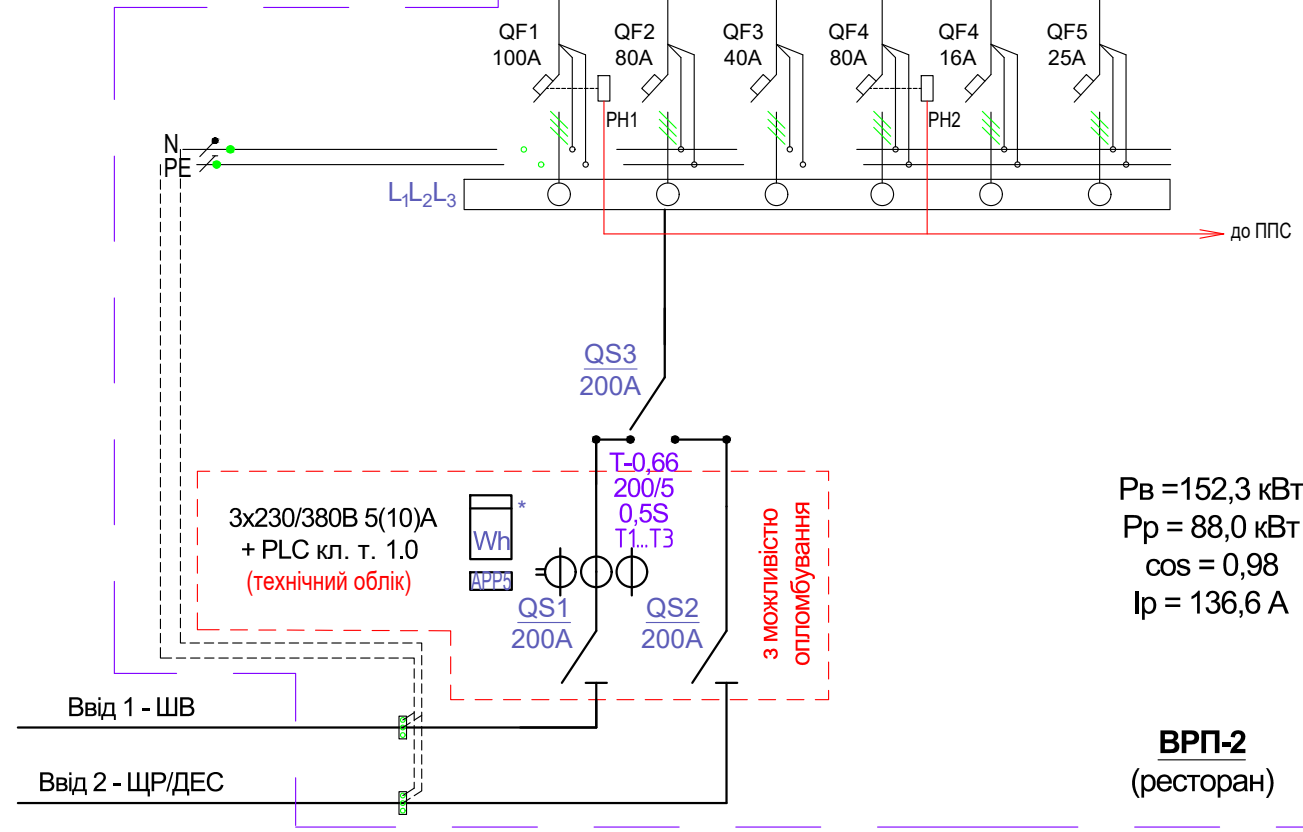 QF1 QF2 QF3 QF4 QF4 QF5
100A 80A 40A 80A 16A 25A
PH1 PH2
N
PE
L₁L₂L₃
до ППС
QS3
200A
T-0,66
200/5
0,5S
T1...T3
3x230/380В 5(10)А
+ PLC кл. т. 1.0
(технічний облік)
*
Wh
APP5
QS1
200A
QS2
200A
з можливістю
опломбування
Рв =152,3 кВт
Рр = 88,0 кВт
cos = 0,98
Ip = 136,6 А
Ввід 1 - ШВ
Ввід 2 - ЩР/ДЕС
ВРП-2
(ресторан)